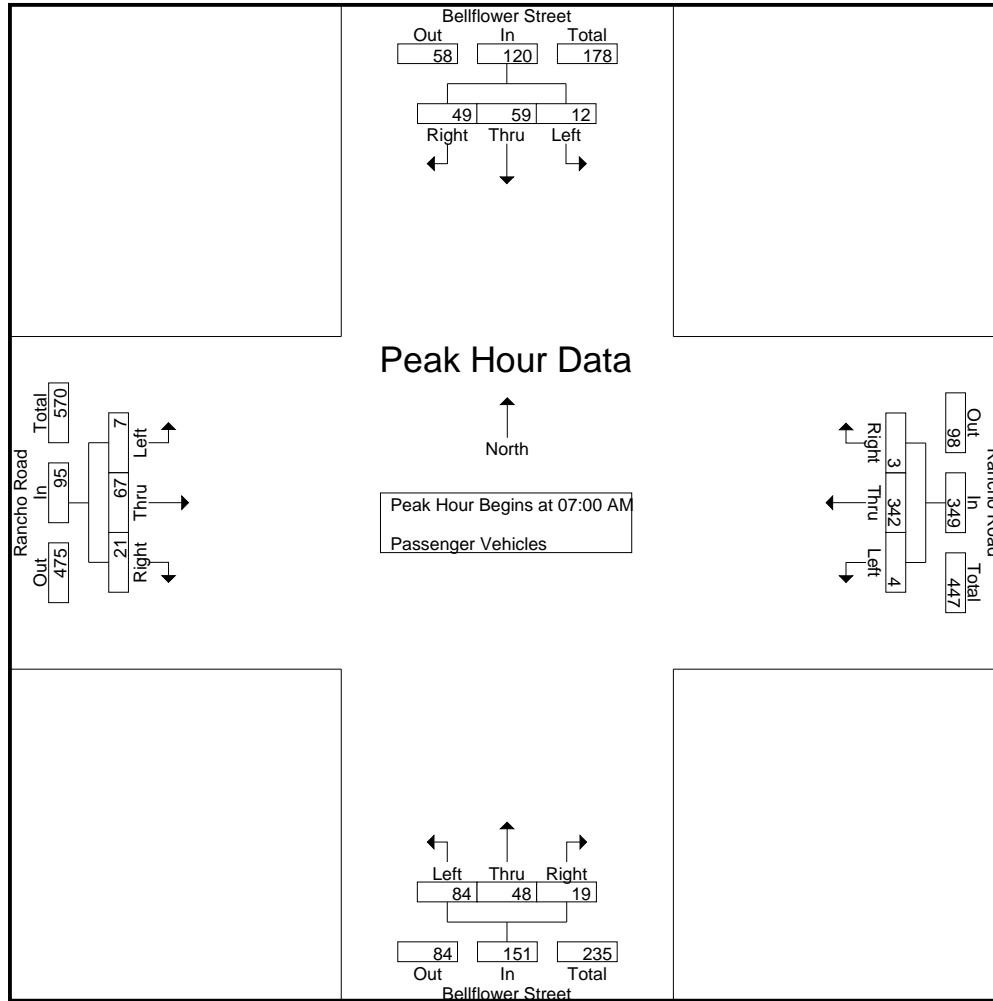 Bellflower Street
Out In Total
58 120 178
49 59 12
Right Thru Left
Peak Hour Data
North
Peak Hour Begins at 07:00 AM
Passenger Vehicles
Rancho Road
Out In Total
475 95 570
21 67 7
Right Thru Left
Rancho Road
Out In Total
98 349 447
3 342 4
Right Thru Left
Left Thru Right
84 48 19
84 151 235
Out In Total
Bellflower Street